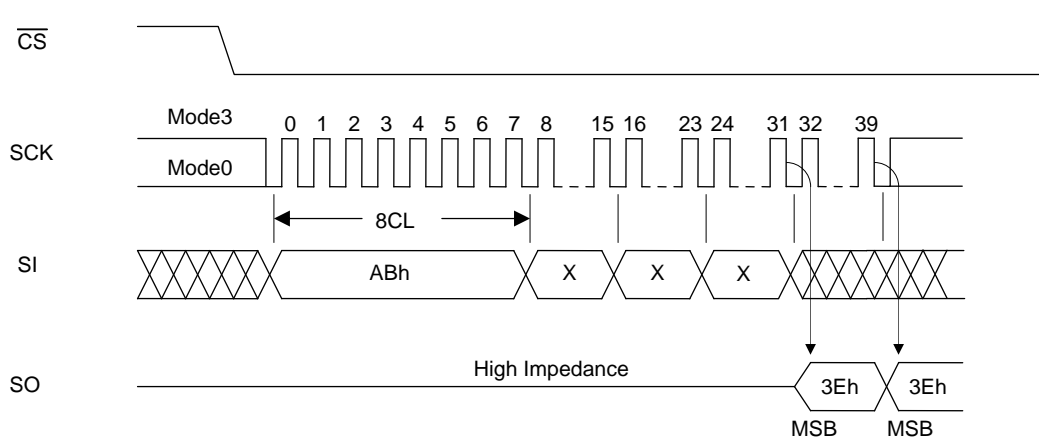 CS
Mode3
0 1 2 3 4 5 6 7 8 15 16 23 24 31 32 39
SCK
Mode0
8CL
SI
ABh X X X
High Impedance
SO
3Eh 3Eh
MSB MSB